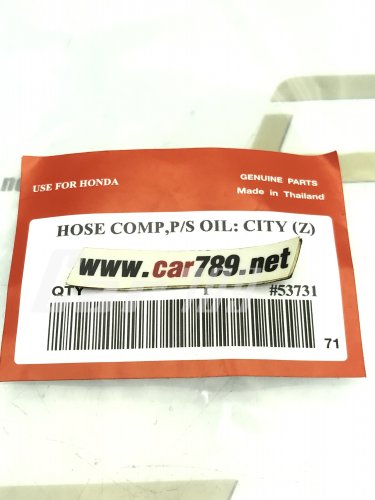 USE FOR HONDA
GENUINE PARTS
Made in Thailand
HOSE COMP,P/S OIL: CITY (Z)
www.car789.net
QTY 1 #53731
71